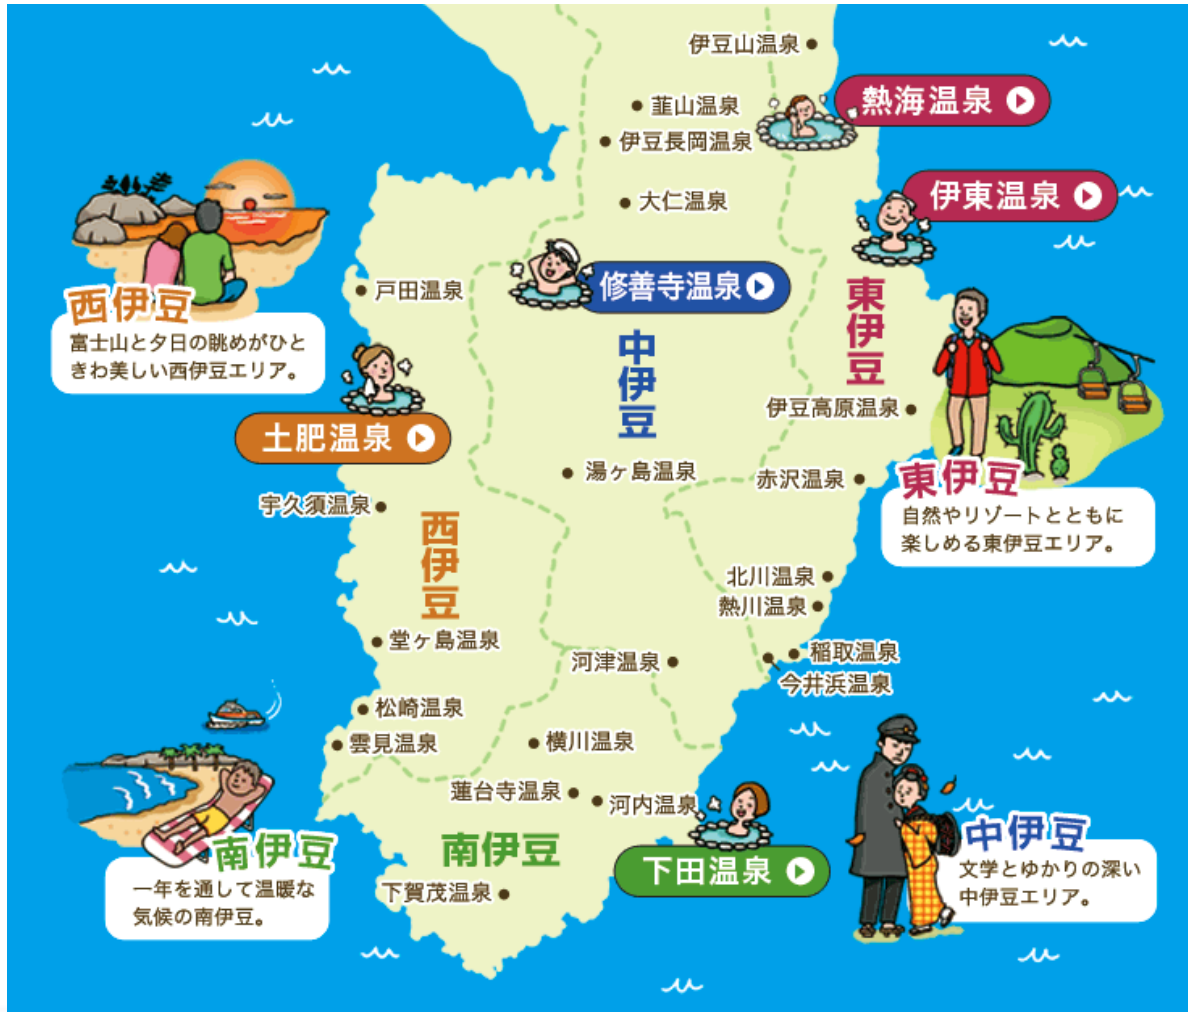 伊豆山温泉
熱海温泉
韮山温泉
伊豆長岡温泉
大仁温泉
伊東温泉
修善寺温泉
戸田温泉
西伊豆
富士山と夕日の眺めがひと
きわ美しい西伊豆エリア。
中伊豆
東伊豆
伊豆高原温泉
土肥温泉
湯ヶ島温泉
赤沢温泉
東伊豆
自然やリゾートとともに
楽しめる東伊豆エリア。
宇久須温泉
西伊豆
北川温泉
熱川温泉
堂ヶ島温泉
河津温泉
稲取温泉
今井浜温泉
松崎温泉
雲見温泉
横川温泉
蓮台寺温泉
河内温泉
南伊豆
一年を通して温暖な
気候の南伊豆。
南伊豆
下田温泉
下賀茂温泉
中伊豆
文学とゆかりの深い
中伊豆エリア。